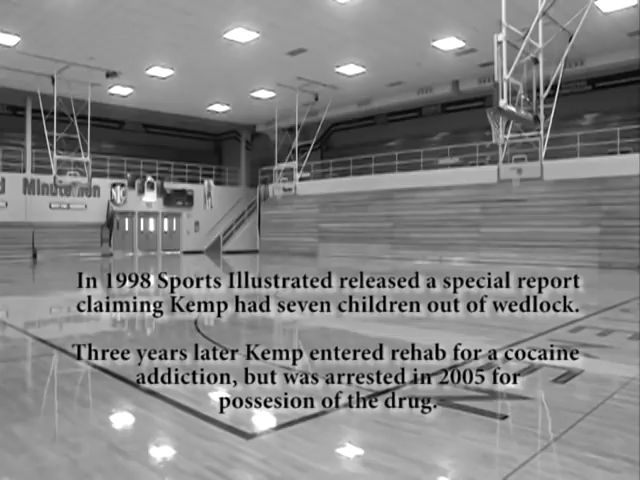 Minutemen
In 1998 Sports Illustrated released a special report
claiming Kemp had seven children out of wedlock.
Three years later Kemp entered rehab for a cocaine
addiction, but was arrested in 2005 for
possesion of the drug.